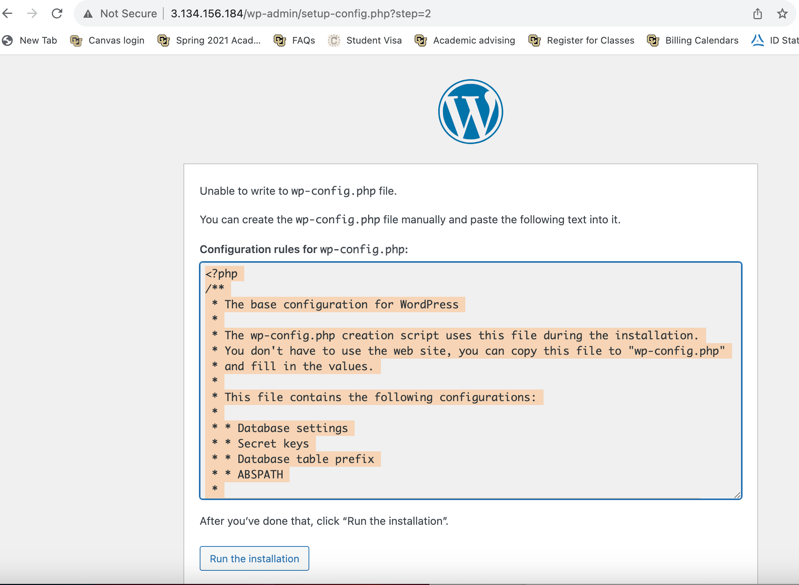 Not Secure | 3.134.156.184/wp-admin/setup-config.php?step=2
New Tab Canvas login Spring 2021 Acad... FAQs Student Visa Academic advising Register for Classes Billing Calendars ID Stat
W
Unable to write to wp-config.php file.
You can create the wp-config.php file manually and paste the following text into it.
Configuration rules for wp-config.php:
<?php
/**
* The base configuration for WordPress
*
* The wp-config.php creation script uses this file during the installation.
* You don't have to use the web site, you can copy this file to "wp-config.php"
* and fill in the values.
*
* This file contains the following configurations:
*
* * Database settings
* * Secret keys
* * Database table prefix
* * ABSPATH
*
After you've done that, click “Run the installation”.
Run the installation